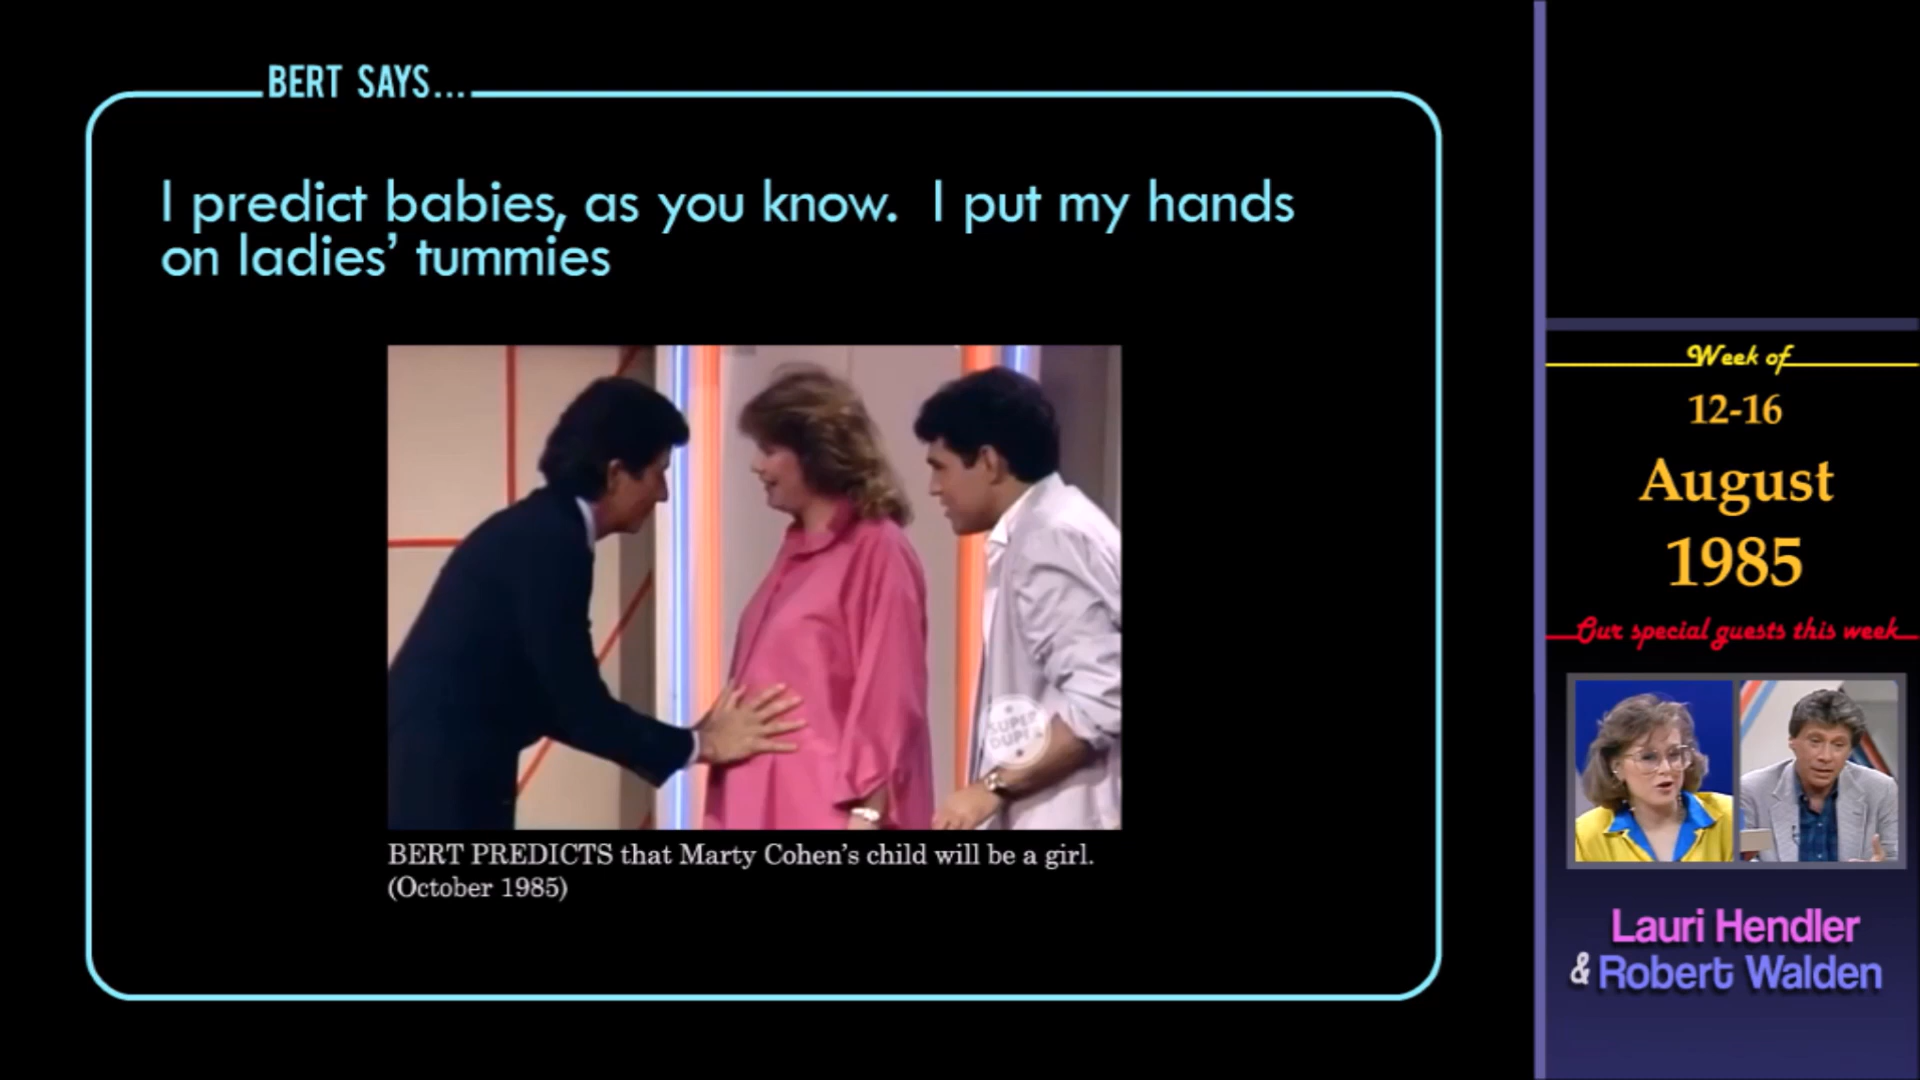 BERT SAYS...
I predict babies, as you know.  I put my hands
on ladies' tummies
SUPER
DUPER
BERT PREDICTS that Marty Cohen's child will be a girl.
(October 1985)
Week of
12-16
August
1985
Our special guests this week
Lauri Hendler
& Robert Walden